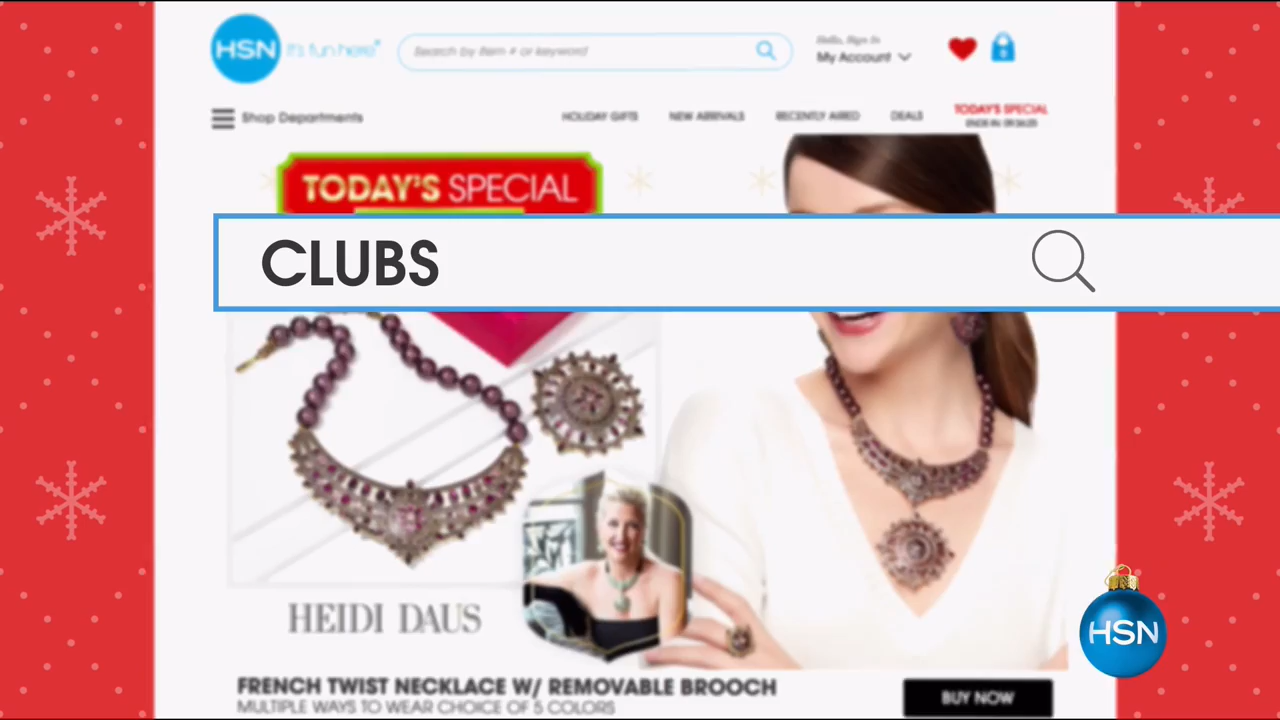 HSN it's fun here®
Search by item # or keyword
Hello, Sign In
My Account
Shop Departments
HOLIDAY GIFTS
NEW ARRIVALS
RECENTLY AIRED
DEALS
TODAY'S SPECIAL
ENDS IN:
TODAY'S SPECIAL
CLUBS
HEIDI DAUS
HSN
FRENCH TWIST NECKLACE W/ REMOVABLE BROOCH
MULTIPLE WAYS TO WEAR CHOICE OF 5 COLORS
BUY NOW